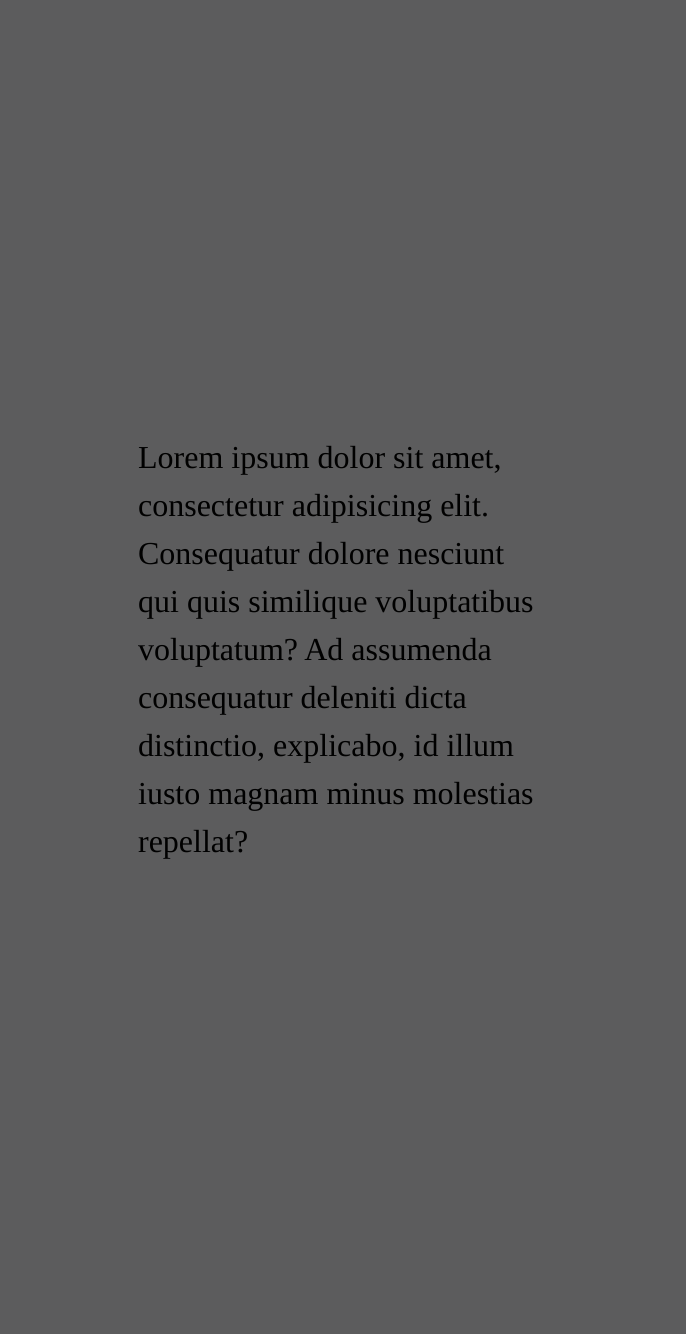 Lorem ipsum dolor sit amet,
consectetur adipisicing elit.
Consequatur dolore nesciunt
qui quis similique voluptatibus
voluptatum? Ad assumenda
consequatur deleniti dicta
distinctio, explicabo, id illum
iusto magnam minus molestias
repellat?